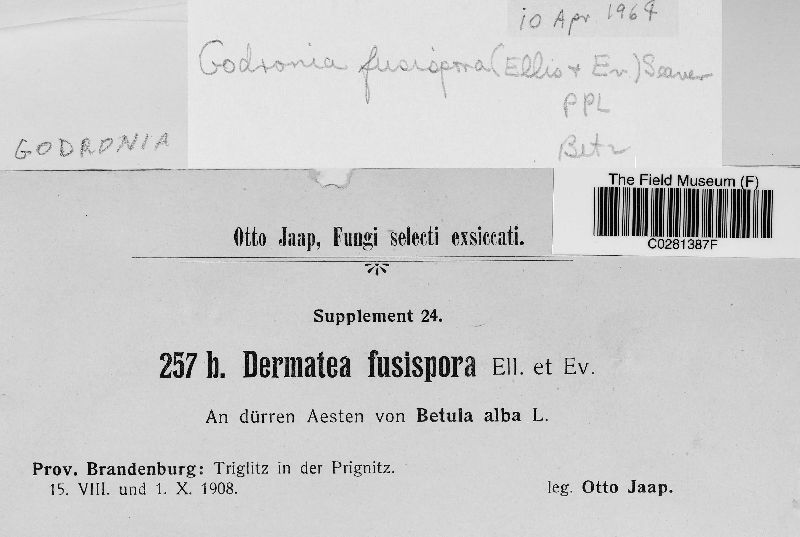 10 Apr 1964
Godronia fusispora (Ellis + Ev.) Seaver
PPL
Betz
GODRONIA
The Field Museum (F)
C0281387F
Otto Jaap, Fungi selecti exsiccati.
Supplement 24.
257 b. Dermatea fusispora Ell. et Ev.
An dürren Aesten von Betula alba L.
Prov. Brandenburg: Triglitz in der Prignitz.
15. VIII. und 1. X. 1908.
leg. Otto Jaap.